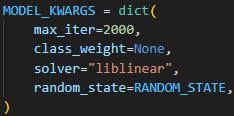 MODEL_KWARGS = dict(
    max_iter=2000,
    class_weight=None,
    solver="liblinear",
    random_state=RANDOM_STATE,
)